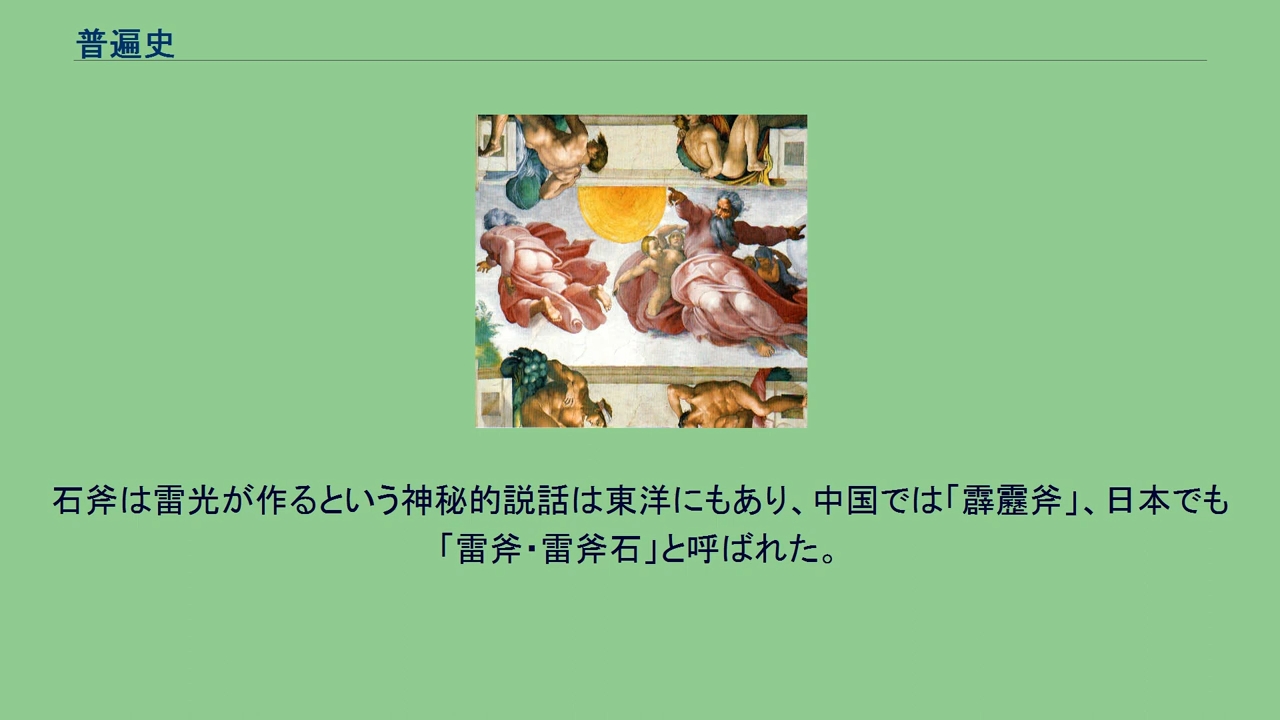 普遍史
石斧は雷光が作るという神秘的説話は東洋にもあり、中国では「霹靂斧」、日本でも
「雷斧・雷斧石」と呼ばれた。